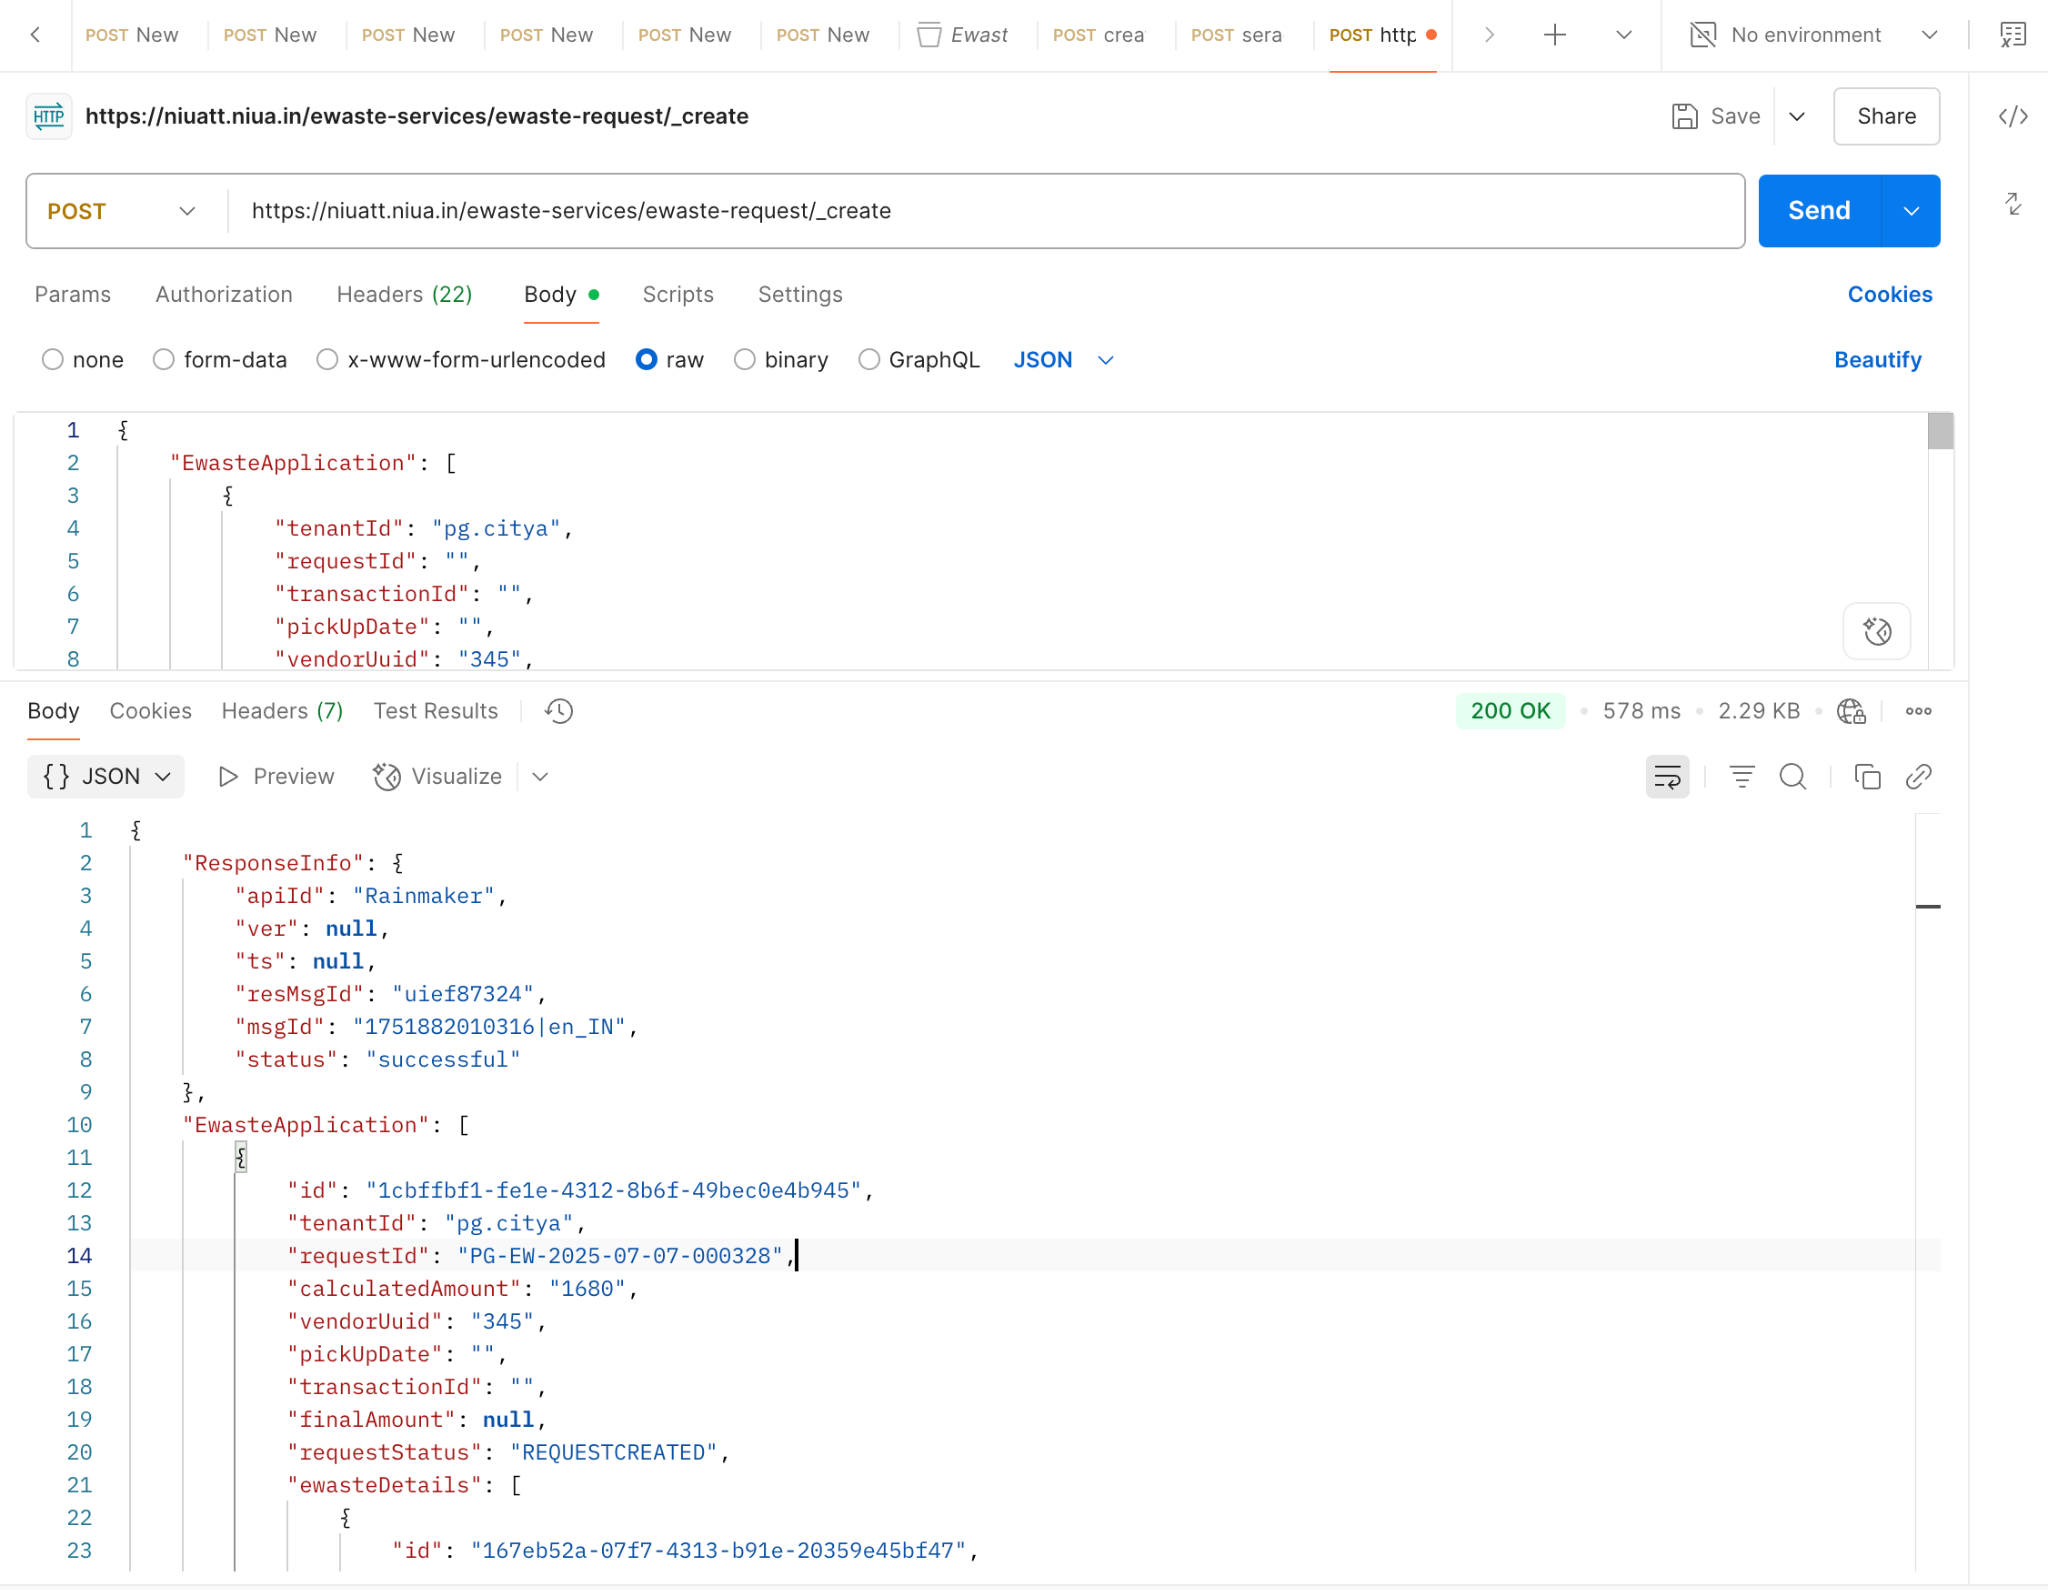 POST New
POST New
POST New
POST New
POST New
POST New
Ewast
POST crea
POST sera
POST http
No environment
HTTP
https://niuatt.niua.in/ewaste-services/ewaste-request/_create
Save
Share
POST
https://niuatt.niua.in/ewaste-services/ewaste-request/_create
Send
Params Authorization Headers (22) Body Scripts Settings Cookies
none form-data x-www-form-urlencoded raw binary GraphQL JSON Beautify
1 {
2 "EwasteApplication": [
3 {
4 "tenantId": "pg.citya",
5 "requestId": "",
6 "transactionId": "",
7 "pickUpDate": "",
8 "vendorUuid": "345",
Body Cookies Headers (7) Test Results 200 OK • 578 ms • 2.29 KB •
{} JSON Preview Visualize
1 {
2 "ResponseInfo": {
3 "apiId": "Rainmaker",
4 "ver": null,
5 "ts": null,
6 "resMsgId": "uief87324",
7 "msgId": "1751882010316|en_IN",
8 "status": "successful"
9 },
10 "EwasteApplication": [
11 {
12 "id": "1cbffbf1-fe1e-4312-8b6f-49bec0e4b945",
13 "tenantId": "pg.citya",
14 "requestId": "PG-EW-2025-07-07-000328",
15 "calculatedAmount": "1680",
16 "vendorUuid": "345",
17 "pickUpDate": "",
18 "transactionId": "",
19 "finalAmount": null,
20 "requestStatus": "REQUESTCREATED",
21 "ewasteDetails": [
22 {
23 "id": "167eb52a-07f7-4313-b91e-20359e45bf47",